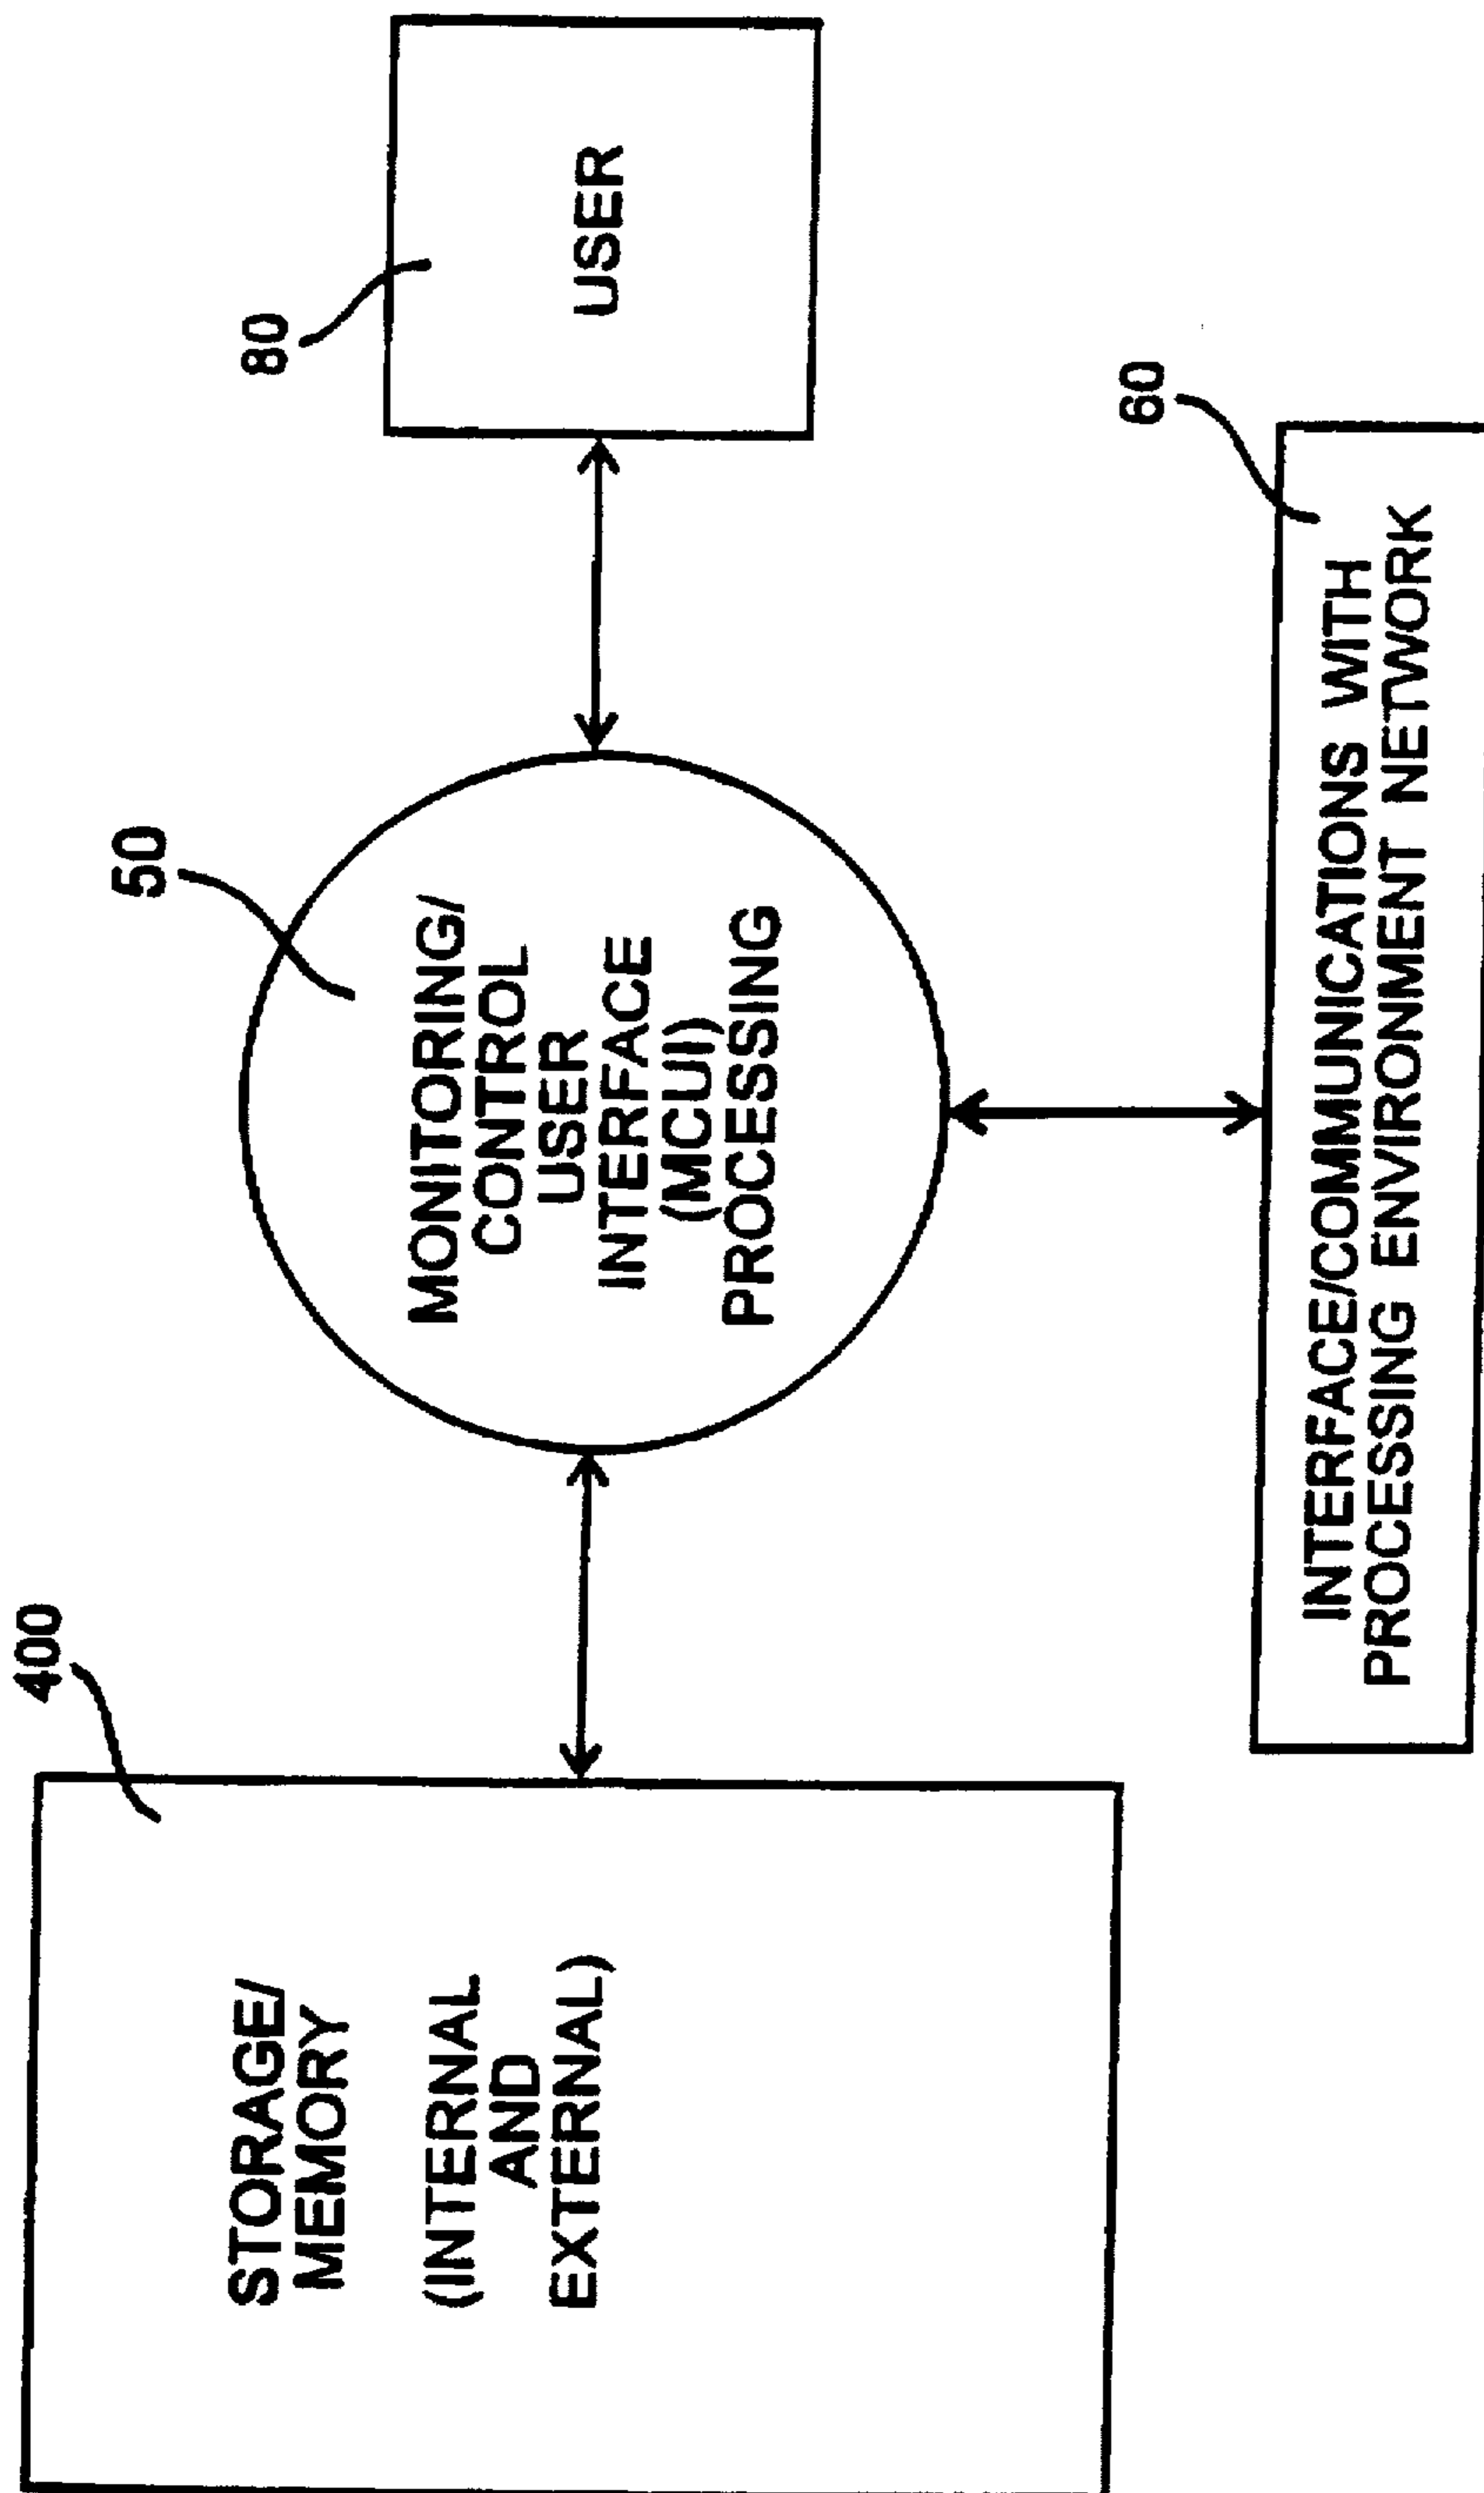 400
STORAGE/
MEMORY
(INTERNAL
AND
EXTERNAL)
50
MONITORING/
CONTROL
USER
INTERFACE
(MCUI)
PROCESSING
80
USER
60
INTERFACE/COMMUNICATIONS WITH
PROCESSING ENVIRONMENT NETWORK